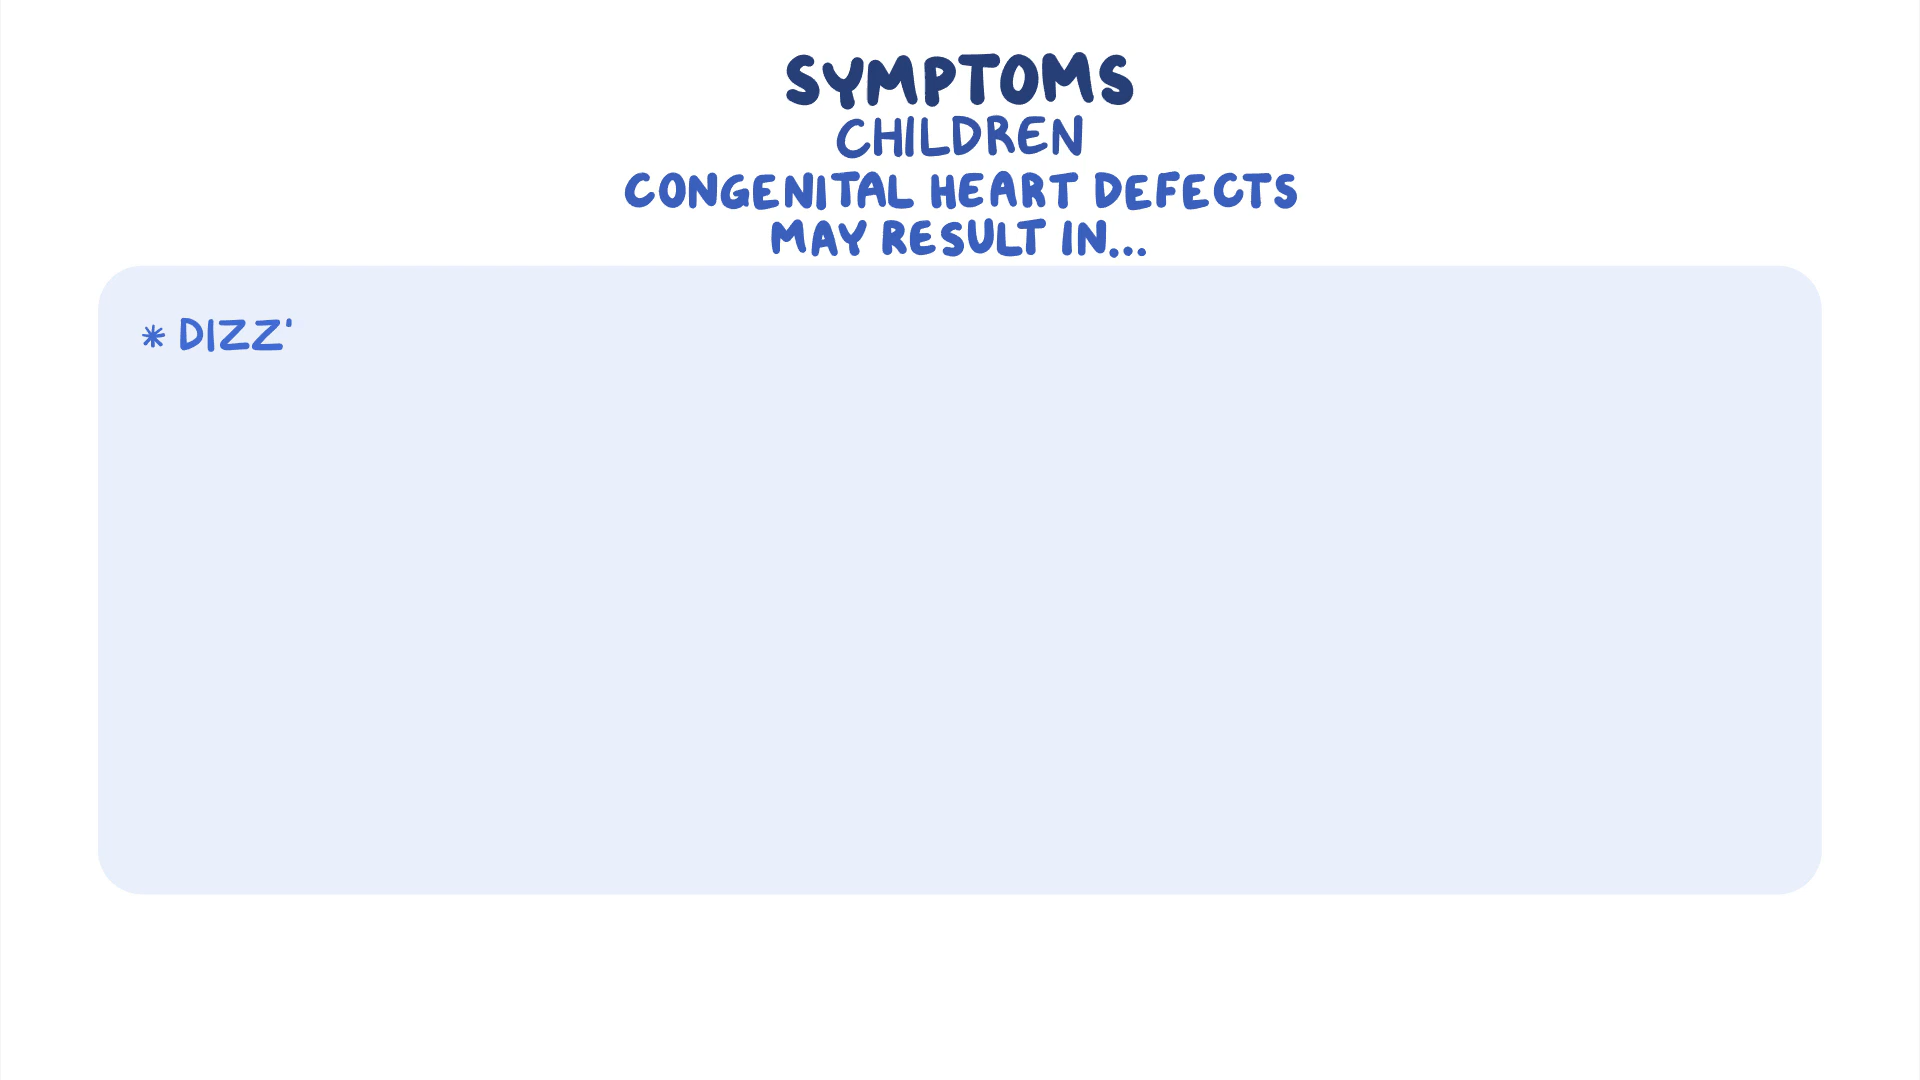 SYMPTOMS
CHILDREN
CONGENITAL HEART DEFECTS
MAY RESULT IN...
* DIZZ'